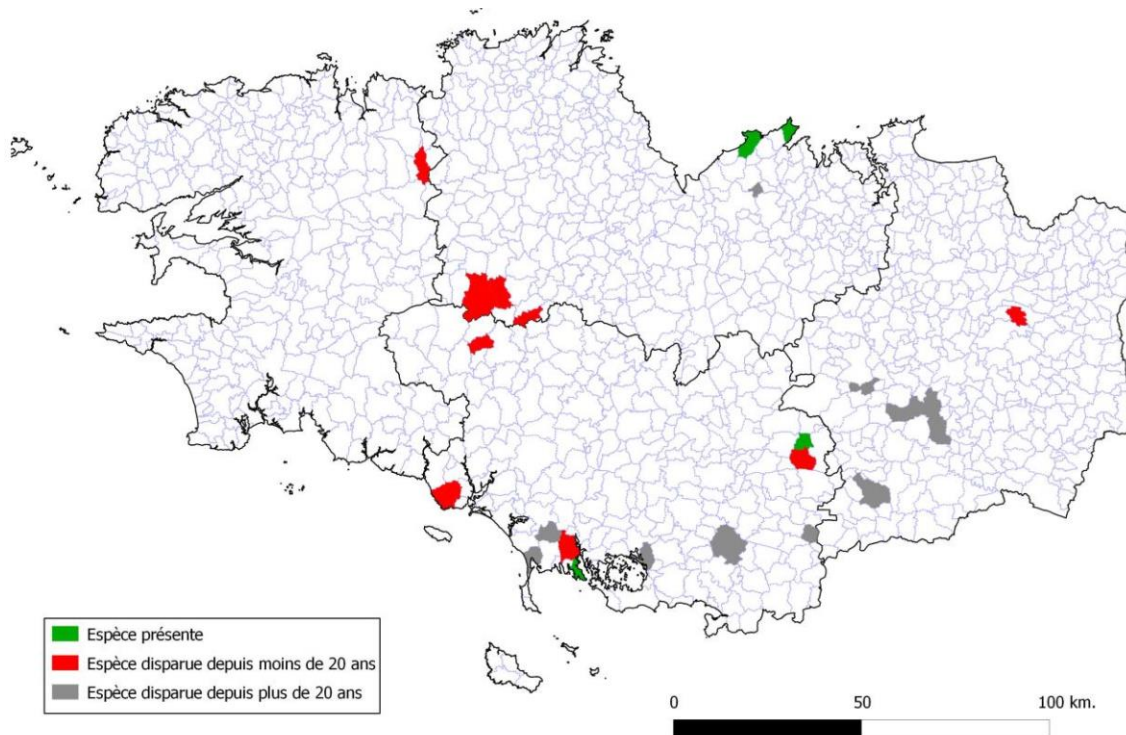 Espèce présente
Espèce disparue depuis moins de 20 ans
Espèce disparue depuis plus de 20 ans
0 50 100 km.